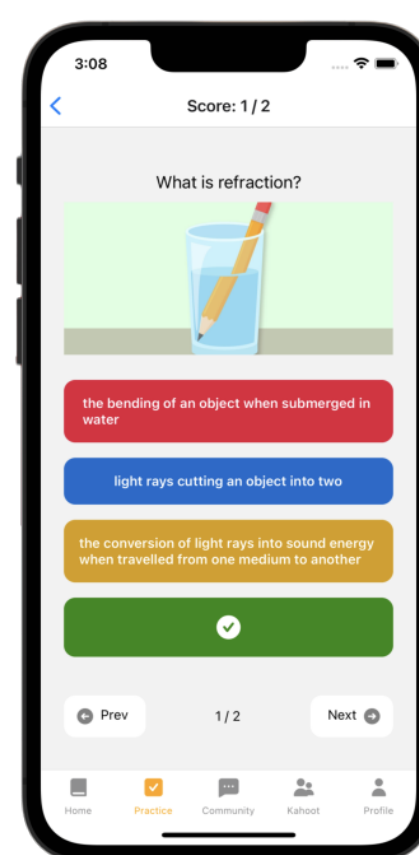 3:08
Score: 1 / 2
What is refraction?
the bending of an object when submerged in
water
light rays cutting an object into two
the conversion of light rays into sound energy
when travelled from one medium to another
Prev
1 / 2
Next
Home
Practice
Community
Kahoot
Profile